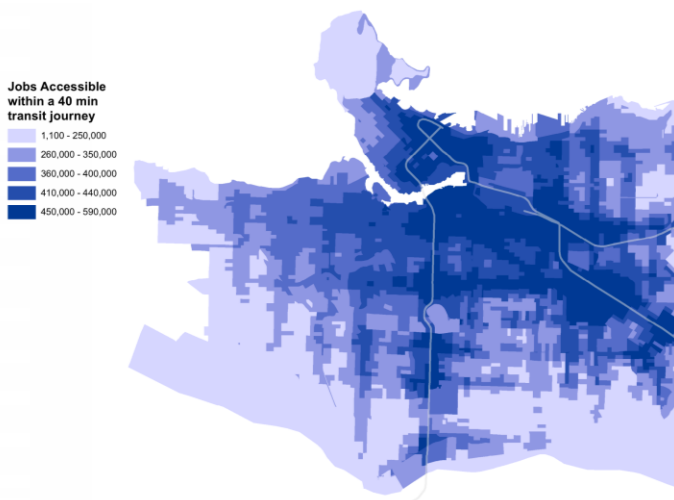 Jobs Accessible
within a 40 min
transit journey
1,100 - 250,000
260,000 - 350,000
360,000 - 400,000
410,000 - 440,000
450,000 - 590,000